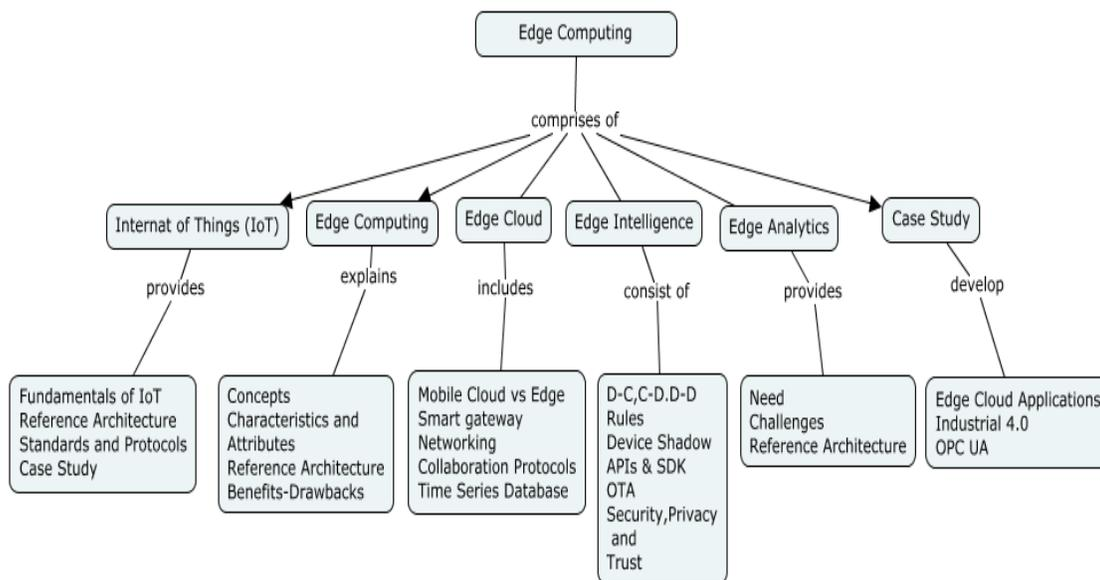 Edge Computing
comprises of
Internat of Things (IoT)
Edge Computing
Edge Cloud
Edge Intelligence
Edge Analytics
Case Study
provides
explains
includes
consist of
provides
develop
Fundamentals of IoT
Reference Architecture
Standards and Protocols
Case Study
Concepts
Characteristics and
Attributes
Reference Architecture
Benefits-Drawbacks
Mobile Cloud vs Edge
Smart gateway
Networking
Collaboration Protocols
Time Series Database
D-C,C-D.D-D
Rules
Device Shadow
APIs & SDK
OTA
Security,Privacy
and
Trust
Need
Challenges
Reference Architecture
Edge Cloud Applications
Industrial 4.0
OPC UA